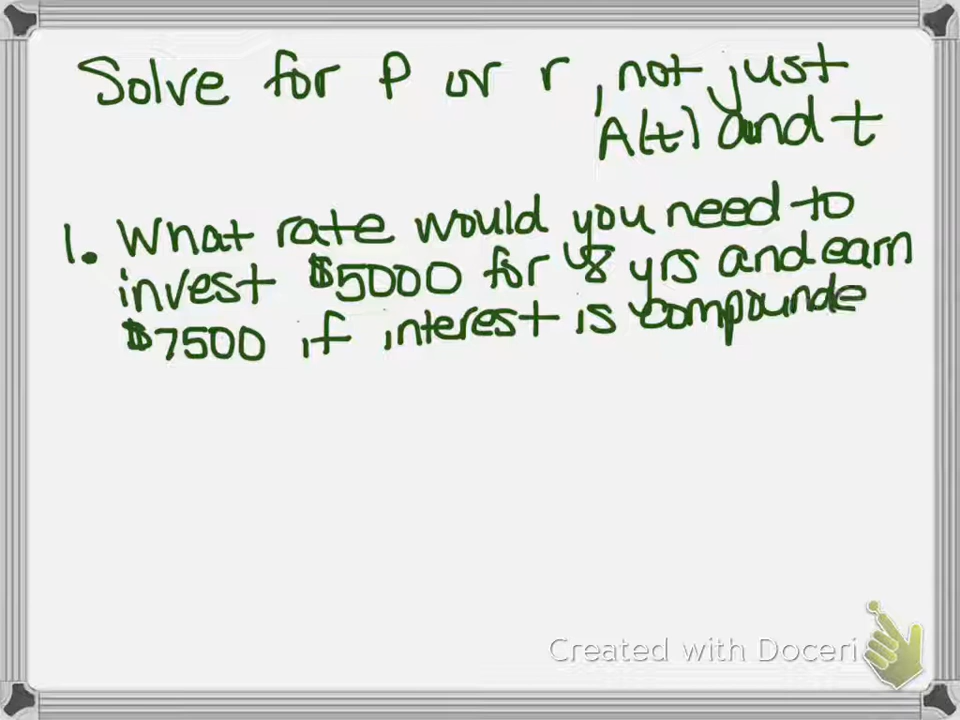 Solve for P or r, not just
A(t) and t
1. What rate would you need to
invest $5000 for 8 yrs and earn
$7500 if interest is compounde
Created with Doceri